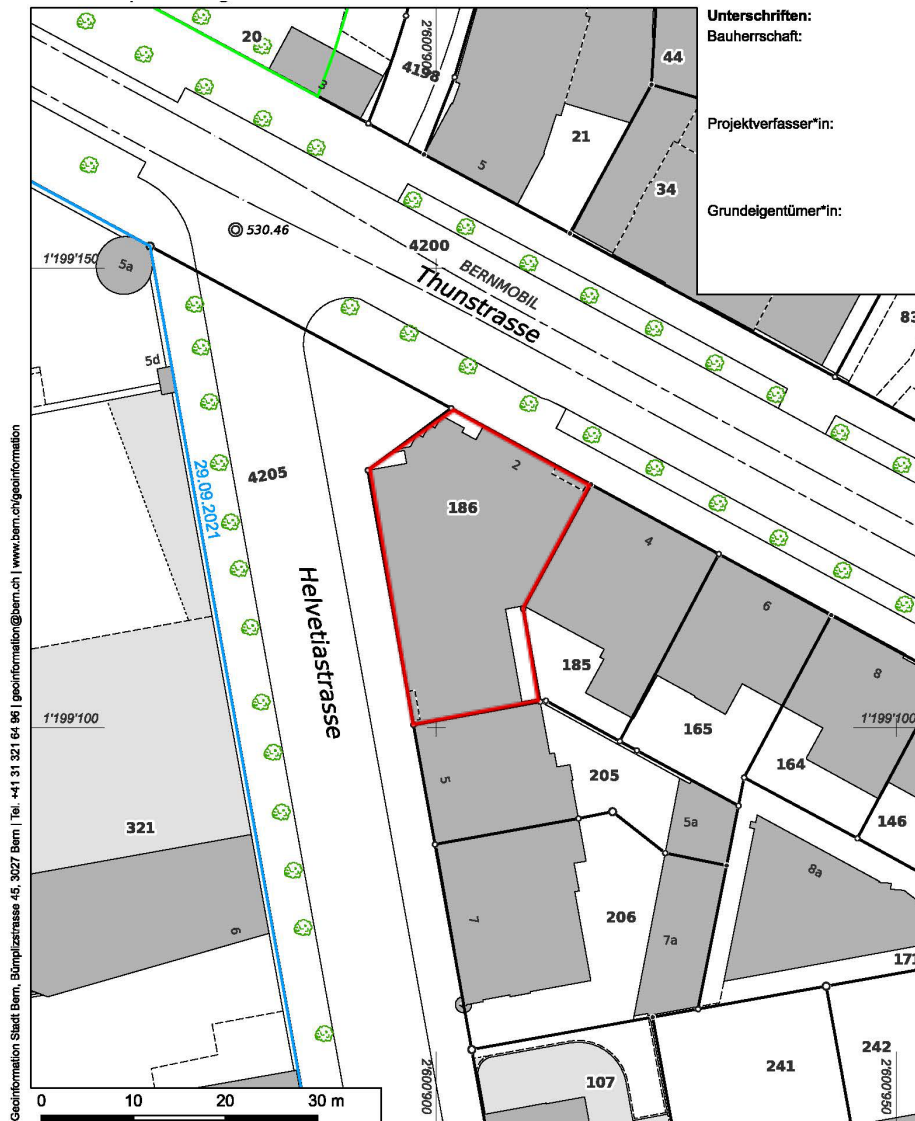 Unterschriften:
Bauherrschaft:
Projektverfasser*in:
Grundeigentümer*in:
20
3
4198
2'600'900
44
5
21
34
530.46
4200
BERNMOBIL
Thunstrasse
1'199'150
5a
83
5d
29.09.2021
4205
2
186
4
6
8
Helvetiastrasse
185
165
164
146
1'199'100
1'199'100
5
205
5a
8a
321
7
206
7a
171
6
107
241
242
2'600'900
2'600'950
0 10 20 30 m
Geoinformation Stadt Bern, Bümplizstrasse 45, 3027 Bern | Tel. +41 31 321 64 96 | geoinformation@bern.ch | www.bern.ch/geoinformation